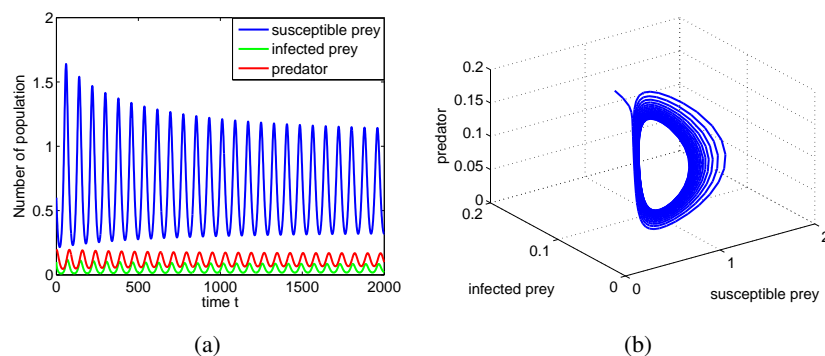 2
1.5
1
0.5
0
Number of population
0
500
1000
1500
2000
time t
susceptible prey
infected prey
predator
(a)
0.2
0.15
0.1
0.05
0
predator
0.2
0.1
0
infected prey
0
1
2
susceptible prey
(b)